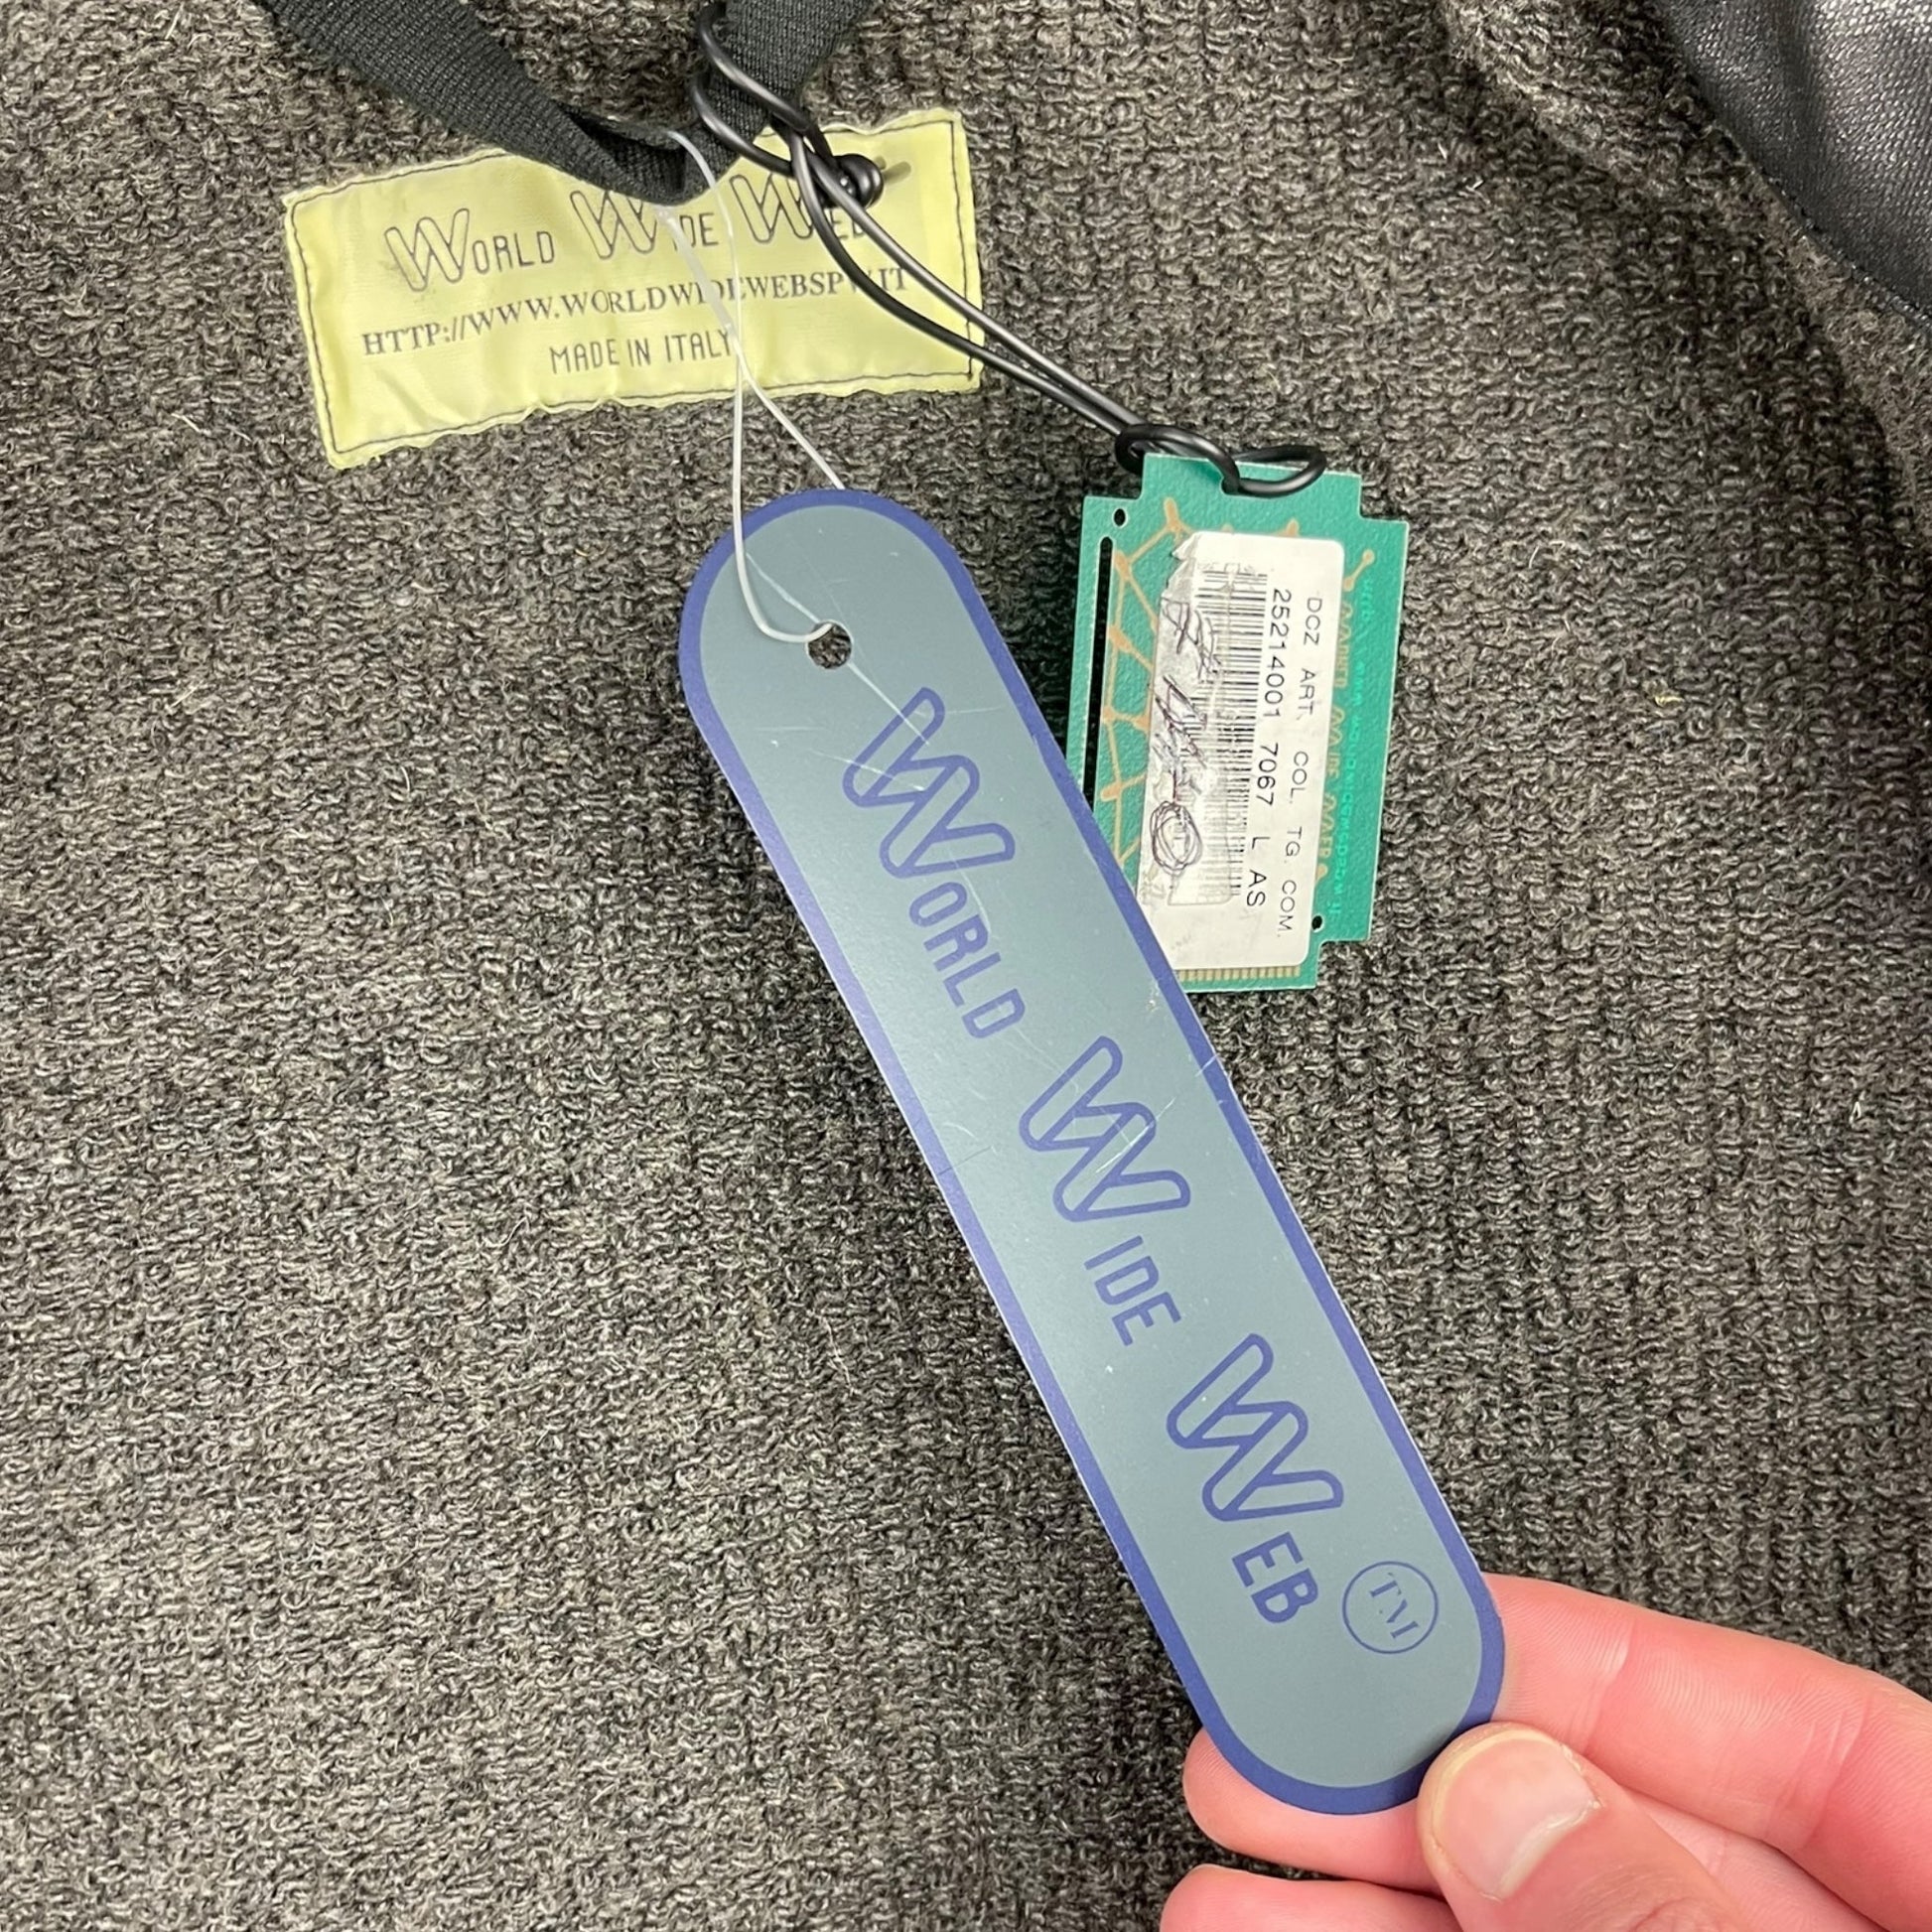 WORLD WIDE WEB
HTTP://WWW.WORLDWIDEWEBSPW.IT
MADE IN ITALY
WORLD WIDE WEB TM
DCZ ART. COL. TG. COM.
25214001 7067 L AS